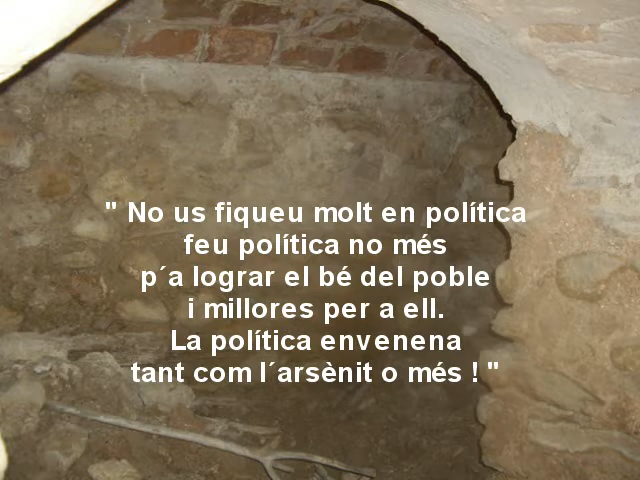 " No us fiqueu molt en política
feu política no més
p´a lograr el bé del poble
i millores per a ell.
La política envenena
tant com l´arsènit o més ! "